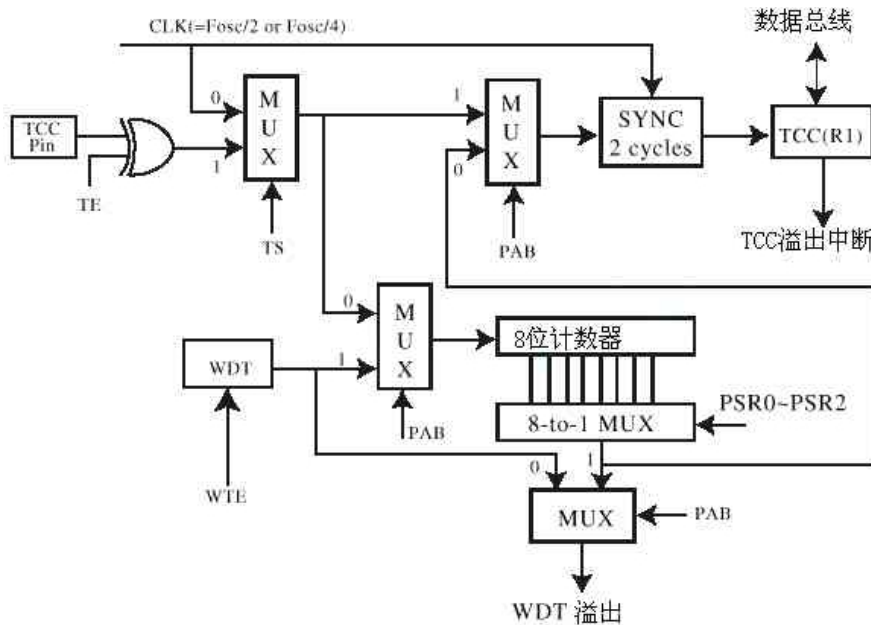 数据总线
CLK(=Fosc/2 or Fosc/4)
0
M
U
X
1
TCC
Pin
TE
TS
1
M
U
X
0
PAB
SYNC
2 cycles
TCC(R1)
TCC溢出中断
0
M
U
X
1
WDT
WTE
PAB
8位计数器
8-to-1 MUX
PSR0~PSR2
0
1
MUX
PAB
WDT 溢出